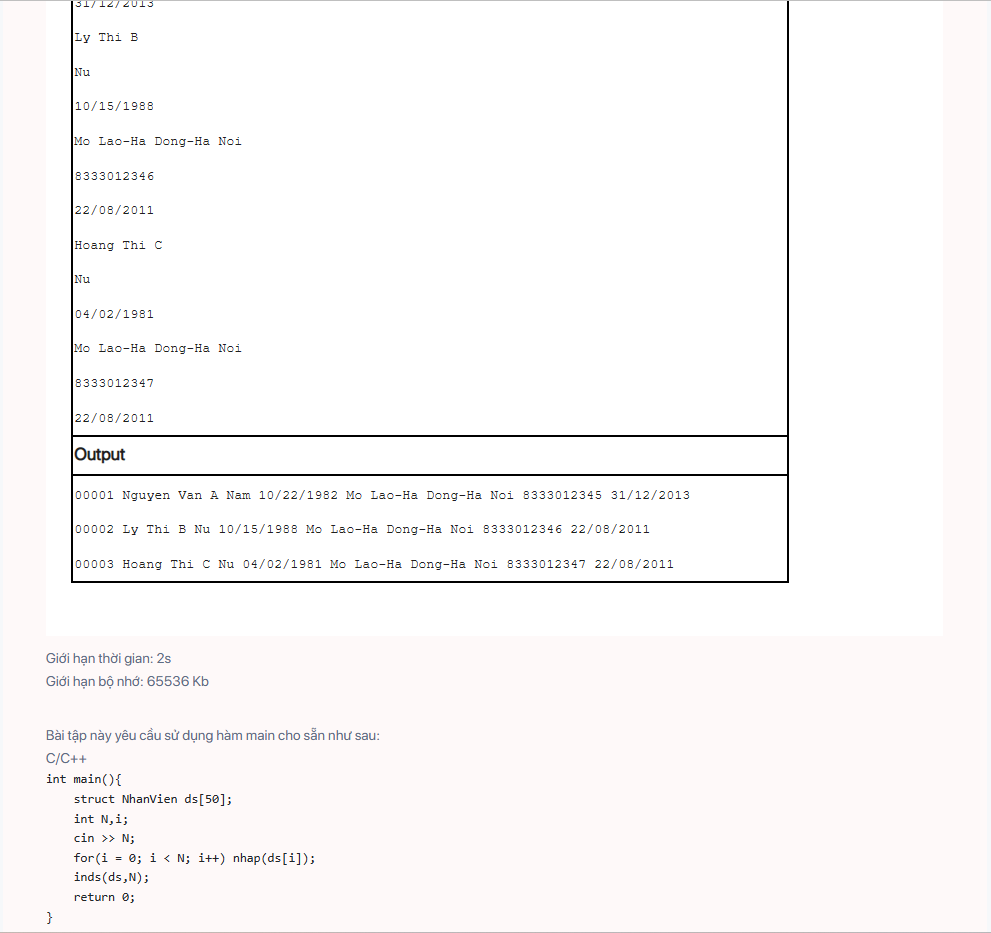 31/12/2013
Ly Thi B
Nu
10/15/1988
Mo Lao-Ha Dong-Ha Noi
8333012346
22/08/2011
Hoang Thi C
Nu
04/02/1981
Mo Lao-Ha Dong-Ha Noi
8333012347
22/08/2011
Output
00001 Nguyen Van A Nam 10/22/1982 Mo Lao-Ha Dong-Ha Noi 8333012345 31/12/2013
00002 Ly Thi B Nu 10/15/1988 Mo Lao-Ha Dong-Ha Noi 8333012346 22/08/2011
00003 Hoang Thi C Nu 04/02/1981 Mo Lao-Ha Dong-Ha Noi 8333012347 22/08/2011
Giới hạn thời gian: 2s
Giới hạn bộ nhớ: 65536 Kb
Bài tập này yêu cầu sử dụng hàm main cho sẵn như sau:
C/C++
int main(){
    struct NhanVien ds[50];
    int N,i;
    cin >> N;
    for(i = 0; i < N; i++) nhap(ds[i]);
    inds(ds,N);
    return 0;
}